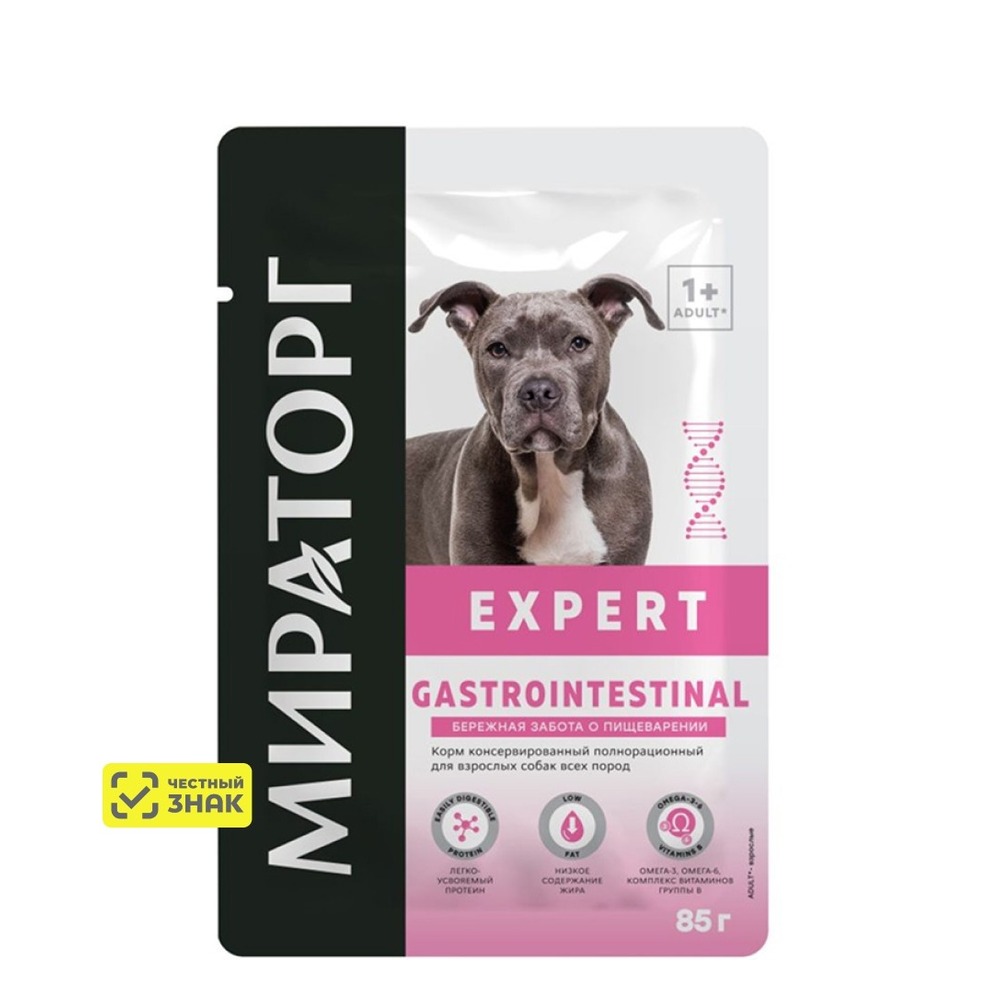 МИРАТОРГ
1+
ADULT*
EXPERT
GASTROINTESTINAL
БЕРЕЖНАЯ ЗАБОТА О ПИЩЕВАРЕНИИ
Корм консервированный полнорационный
для взрослых собак всех пород
EASILY DIGESTIBLE
PROTEIN
ЛЕГКО-
УСВОЯЕМЫЙ
ПРОТЕИН
LOW
FAT
НИЗКОЕ
СОДЕРЖАНИЕ
ЖИРА
OMEGA-3-6
VITAMINS B
ОМЕГА-3, ОМЕГА-6,
КОМПЛЕКС ВИТАМИНОВ
ГРУППЫ В
ADULT* - взрослые
85 г
ЧЕСТНЫЙ
ЗНАК